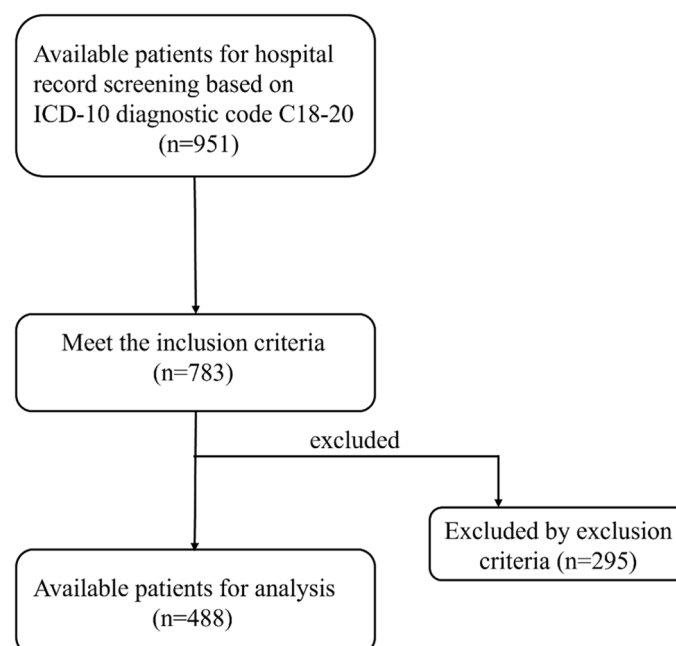 Available patients for hospital
record screening based on
ICD-10 diagnostic code C18-20
(n=951)
Meet the inclusion criteria
(n=783)
excluded
Excluded by exclusion
criteria (n=295)
Available patients for analysis
(n=488)